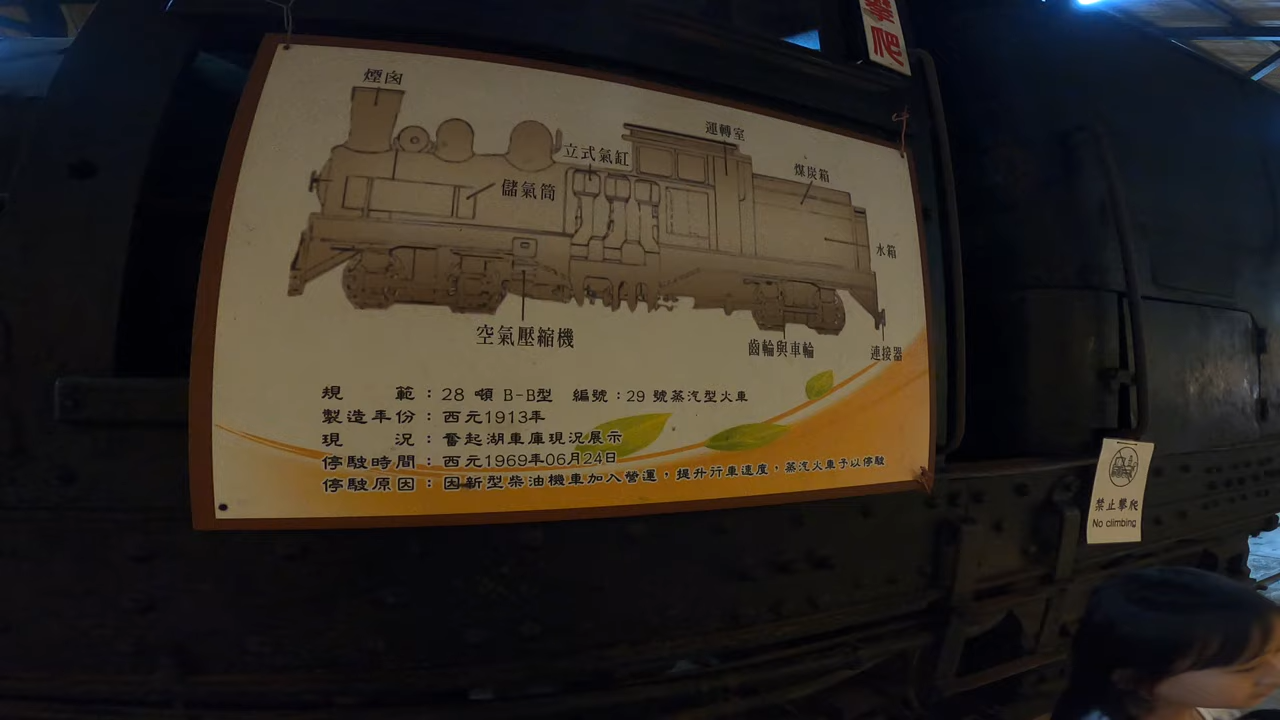 攀爬
煙囪
運轉室
立式氣缸
煤炭箱
儲氣筒
水箱
空氣壓縮機
齒輪與車輪
連接器
規 範：28 噸 B-B型 編號：29 號蒸汽型火車
製造年份：西元1913年
現 況：奮起湖車庫現況展示
停駛時間：西元1969年06月24日
停駛原因：因新型柴油機車加入營運，提升行車速度，蒸汽火車予以停駛
禁止攀爬
No climbing